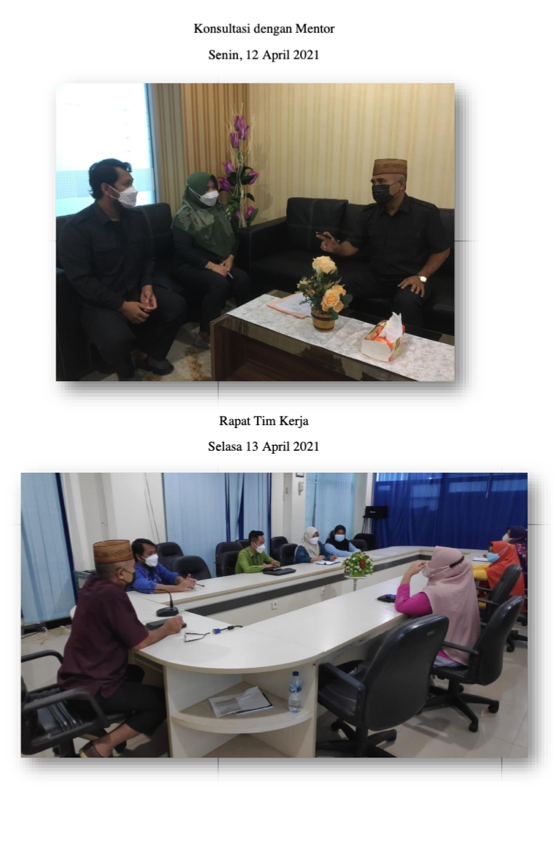 Konsultasi dengan Mentor
Senin, 12 April 2021
Rapat Tim Kerja
Selasa 13 April 2021